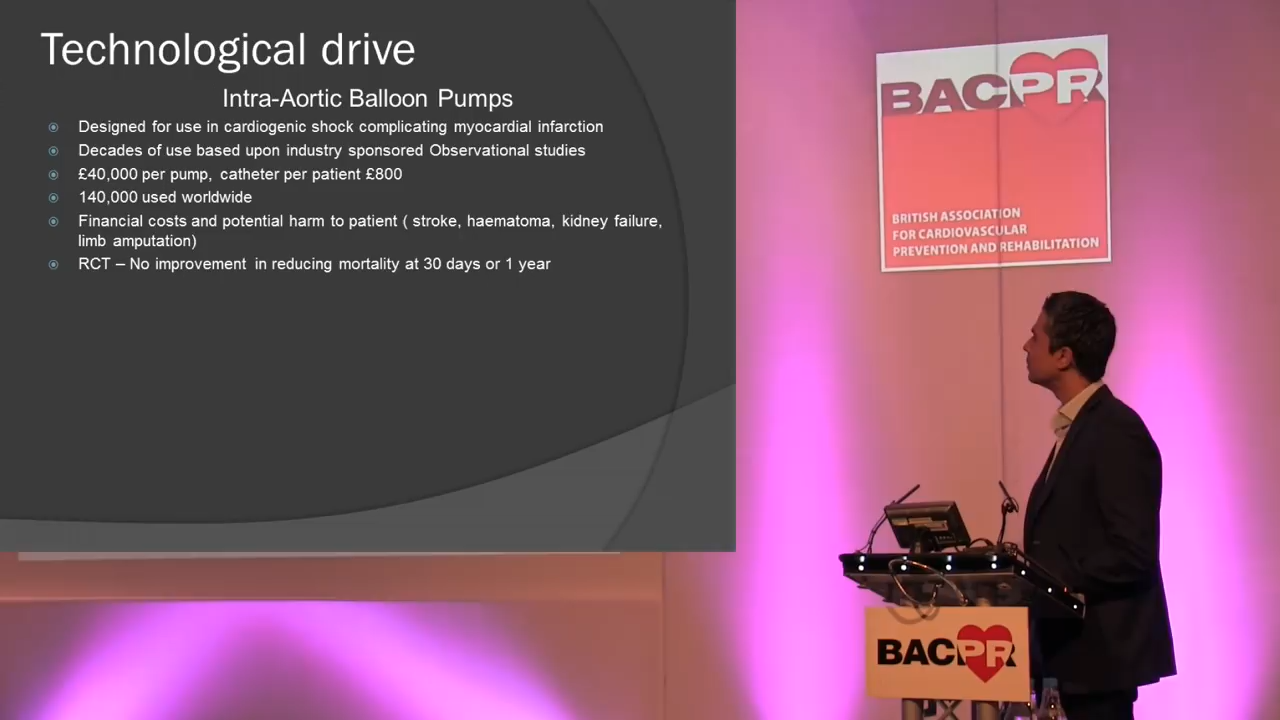 Technological drive
Intra-Aortic Balloon Pumps
Designed for use in cardiogenic shock complicating myocardial infarction
Decades of use based upon industry sponsored Observational studies
£40,000 per pump, catheter per patient £800
140,000 used worldwide
Financial costs and potential harm to patient ( stroke, haematoma, kidney failure,
limb amputation)
RCT – No improvement in reducing mortality at 30 days or 1 year
BACPR
BRITISH ASSOCIATION
FOR CARDIOVASCULAR
PREVENTION AND REHABILITATION
BACPR